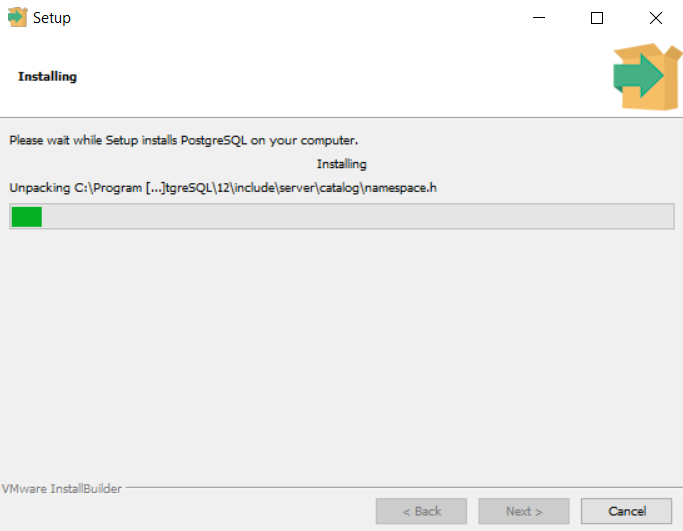 Setup
Installing
Please wait while Setup installs PostgreSQL on your computer.
Installing
Unpacking C:\Program [...]tgreSQL\12\include\server\catalog\namespace.h
VMware InstallBuilder
< Back
Next >
Cancel